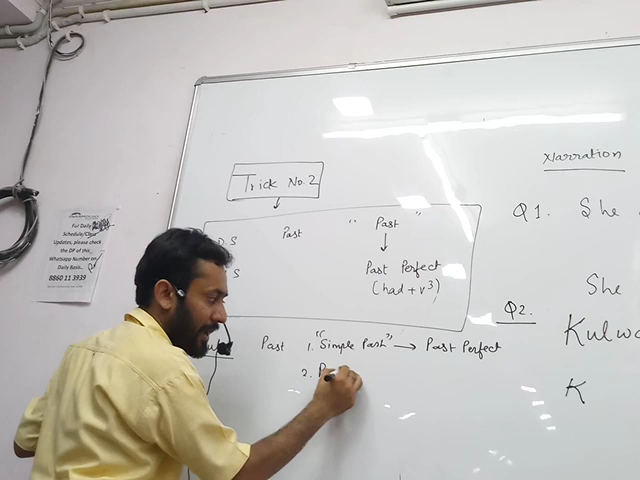 Trick No.2
D.S Past " Past "
S Past Perfect
(had + v³)
Past 1. "Simple Past" → Past Perfect
2. P
Narration
Q1. She
She
Q2.
Kulwa
K
For Daily
Schedule/Class
Updates, please check
the DP of this
Whatsapp Number on
Daily Basis..
8860 11 3939